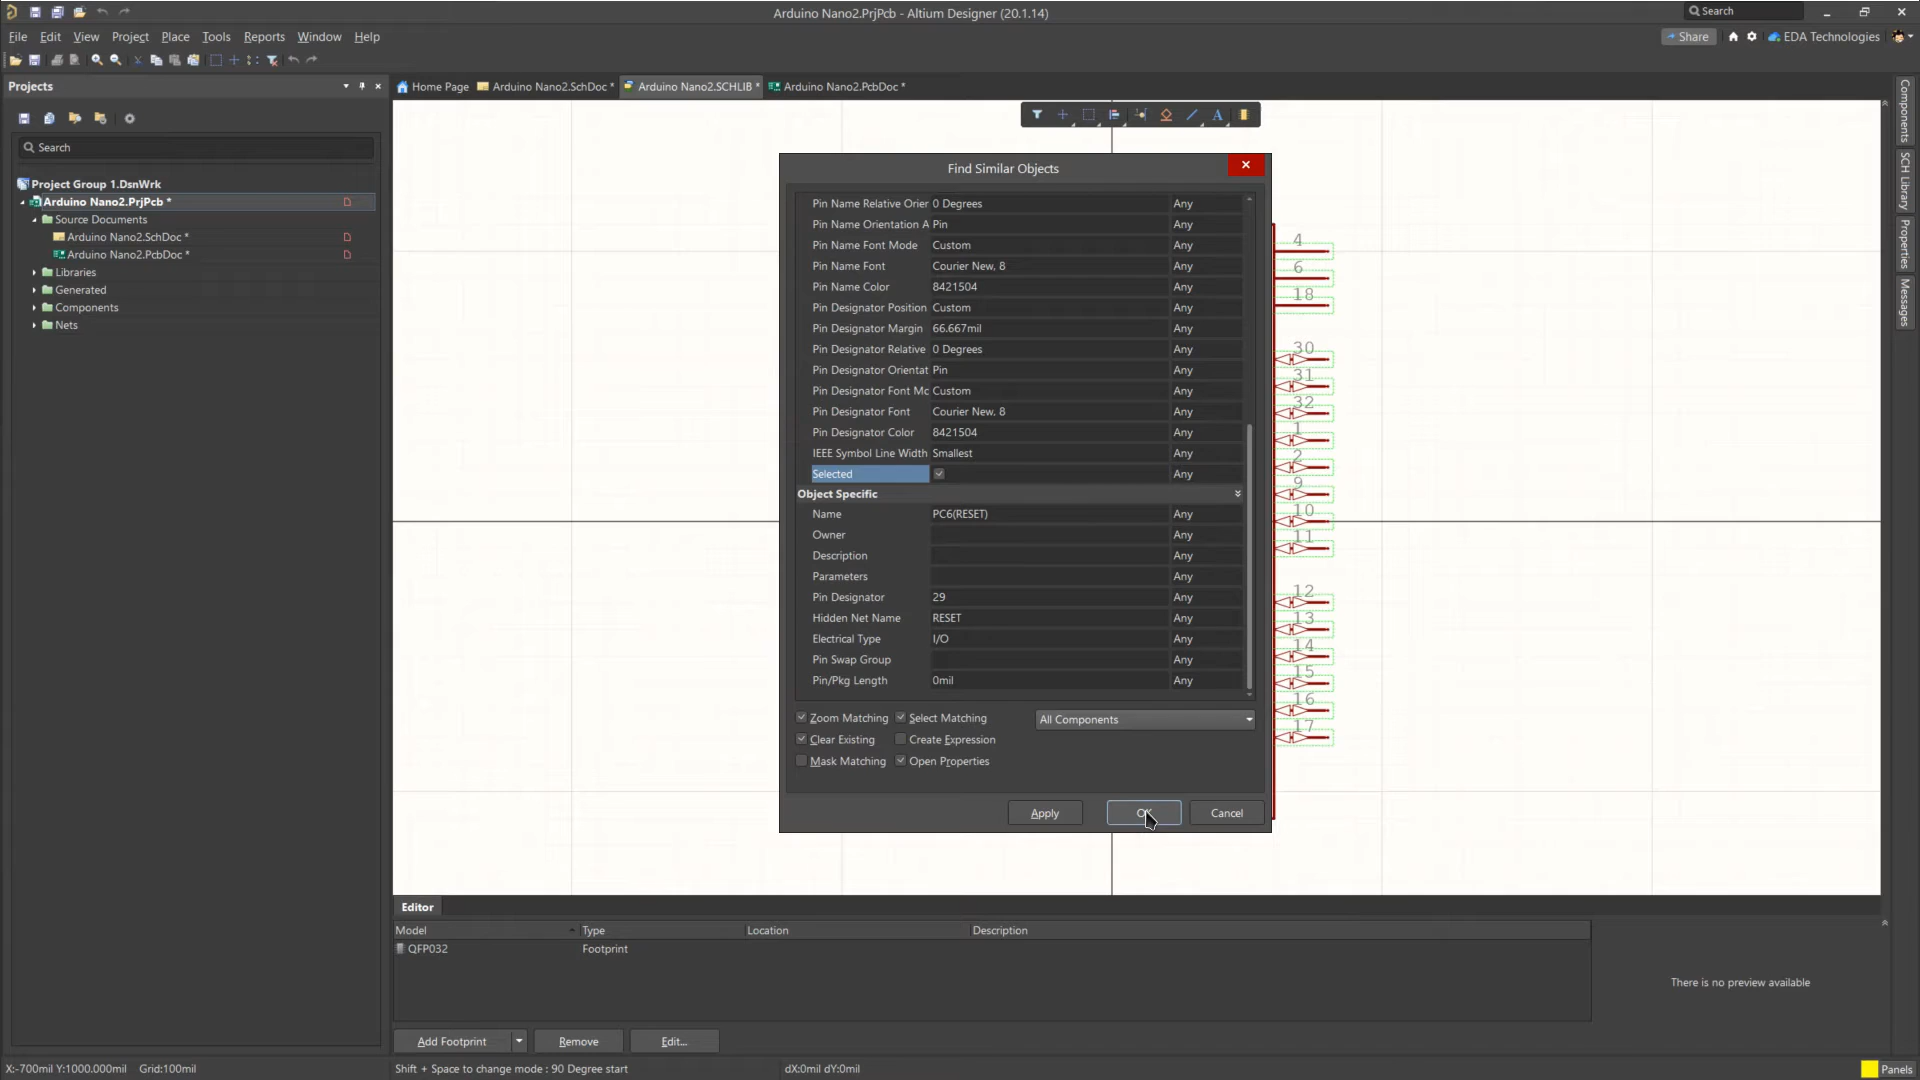 Arduino Nano2.PrjPcb - Altium Designer (20.1.14)
Search
File Edit View Project Place Tools Reports Window Help
Share
EDA Technologies
Projects
Home Page
Arduino Nano2.SchDoc *
Arduino Nano2.SCHLIB *
Arduino Nano2.PcbDoc *
Search
Project Group 1.DsnWrk
Arduino Nano2.PrjPcb *
Source Documents
Arduino Nano2.SchDoc *
Arduino Nano2.PcbDoc *
Libraries
Generated
Components
Nets
Find Similar Objects
Pin Name Relative Orier 0 Degrees Any
Pin Name Orientation A Pin Any
Pin Name Font Mode Custom Any
Pin Name Font Courier New, 8 Any
Pin Name Color 8421504 Any
Pin Designator Position Custom Any
Pin Designator Margin 66.667mil Any
Pin Designator Relative 0 Degrees Any
Pin Designator Orientat Pin Any
Pin Designator Font Mc Custom Any
Pin Designator Font Courier New, 8 Any
Pin Designator Color 8421504 Any
IEEE Symbol Line Width Smallest Any
Selected Any
Object Specific
Name PC6(RESET) Any
Owner Any
Description Any
Parameters Any
Pin Designator 29 Any
Hidden Net Name RESET Any
Electrical Type I/O Any
Pin Swap Group Any
Pin/Pkg Length 0mil Any
Zoom Matching Select Matching All Components
Clear Existing Create Expression
Mask Matching Open Properties
Apply OK Cancel
4
6
18
30
31
32
1
2
9
10
11
12
13
14
15
16
17
Components
SCH Library
Properties
Messages
Editor
Model Type Location Description
QFP032 Footprint
There is no preview available
Add Footprint Remove Edit...
X:-700mil Y:1000.000mil Grid:100mil
Shift + Space to change mode : 90 Degree start
dX:0mil dY:0mil
Panels